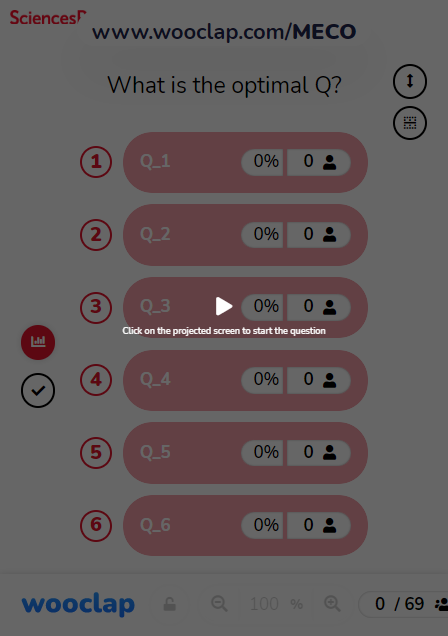 SciencesP
www.wooclap.com/MECO
What is the optimal Q?
1 Q_1 0% 0
2 Q_2 0% 0
3 Q_3 0% 0
Click on the projected screen to start the question
4 Q_4 0% 0
5 Q_5 0% 0
6 Q_6 0% 0
wooclap 100 % 0 / 69